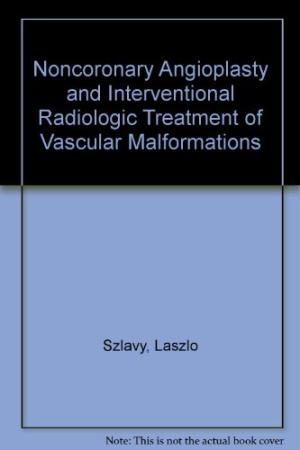 Noncoronary Angioplasty
and Interventional
Radiologic Treatment of
Vascular Malformations
Szlavy, Laszlo
Note: This is not the actual book cover